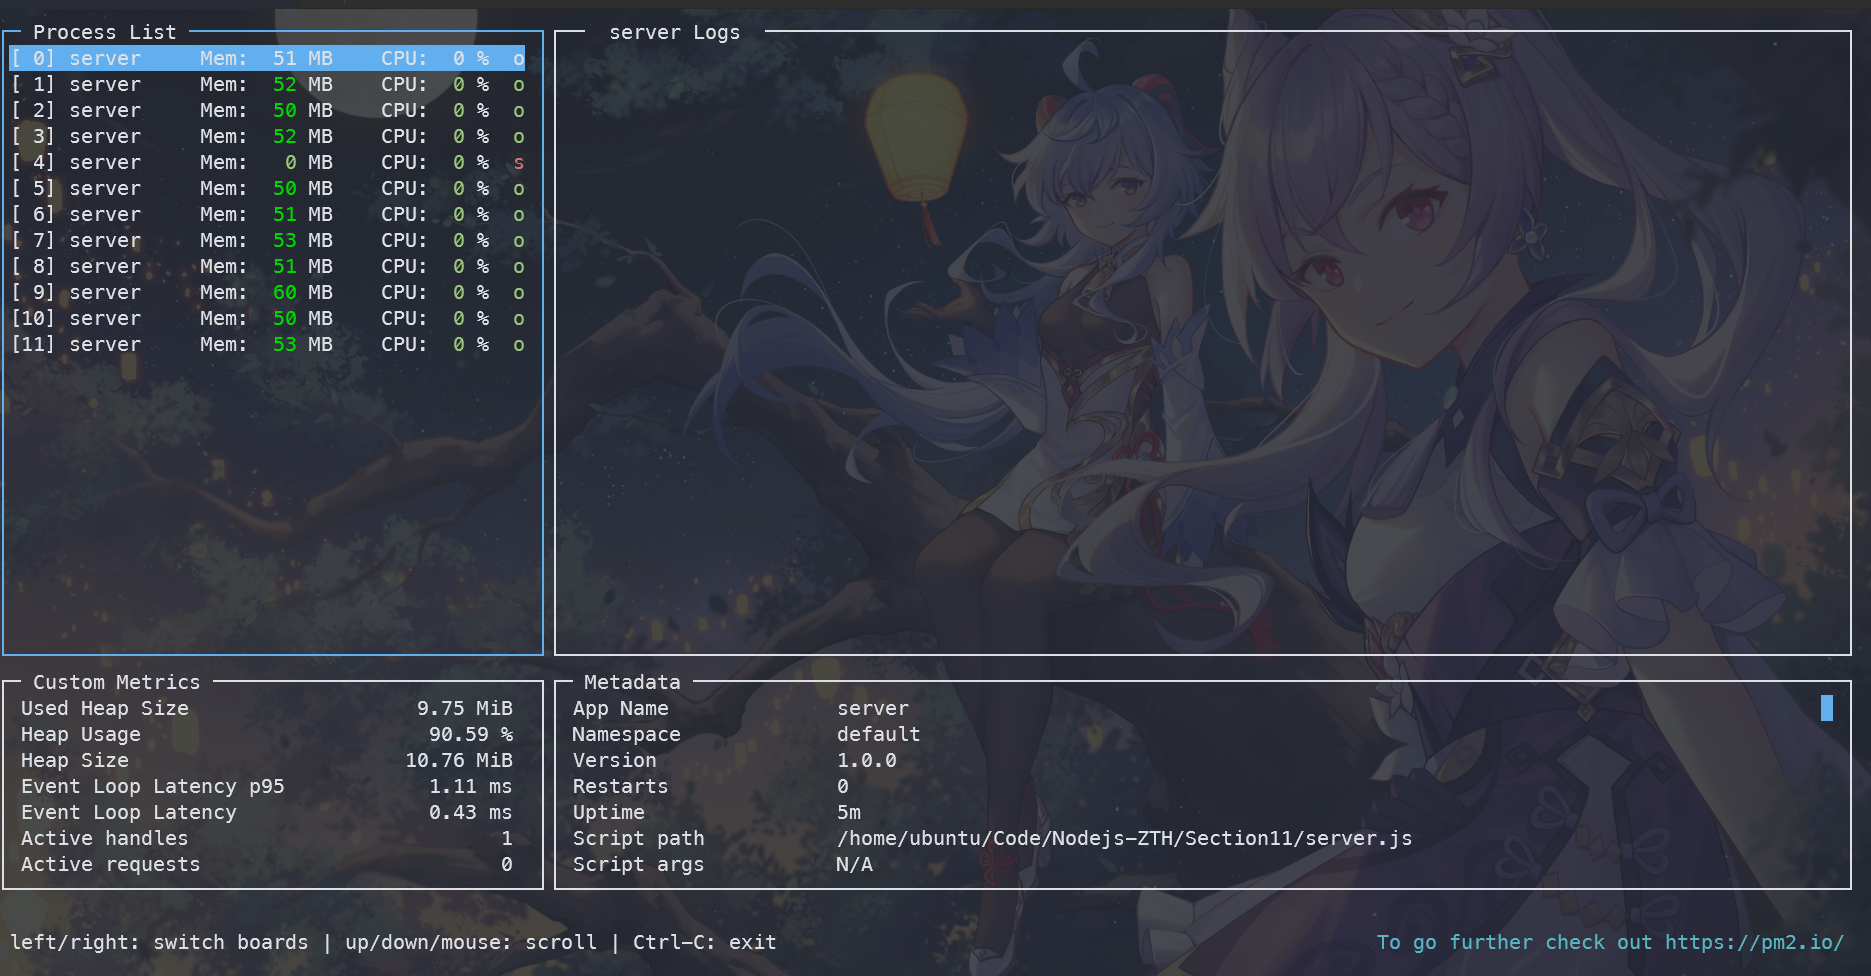 Process List
[ 0] server Mem: 51 MB CPU: 0 % o
[ 1] server Mem: 52 MB CPU: 0 % o
[ 2] server Mem: 50 MB CPU: 0 % o
[ 3] server Mem: 52 MB CPU: 0 % o
[ 4] server Mem: 0 MB CPU: 0 % s
[ 5] server Mem: 50 MB CPU: 0 % o
[ 6] server Mem: 51 MB CPU: 0 % o
[ 7] server Mem: 53 MB CPU: 0 % o
[ 8] server Mem: 51 MB CPU: 0 % o
[ 9] server Mem: 60 MB CPU: 0 % o
[10] server Mem: 50 MB CPU: 0 % o
[11] server Mem: 53 MB CPU: 0 % o
server Logs
Custom Metrics
Used Heap Size 9.75 MiB
Heap Usage 90.59 %
Heap Size 10.76 MiB
Event Loop Latency p95 1.11 ms
Event Loop Latency 0.43 ms
Active handles 1
Active requests 0
Metadata
App Name server
Namespace default
Version 1.0.0
Restarts 0
Uptime 5m
Script path /home/ubuntu/Code/Nodejs-ZTH/Section11/server.js
Script args N/A
left/right: switch boards | up/down/mouse: scroll | Ctrl-C: exit
To go further check out https://pm2.io/